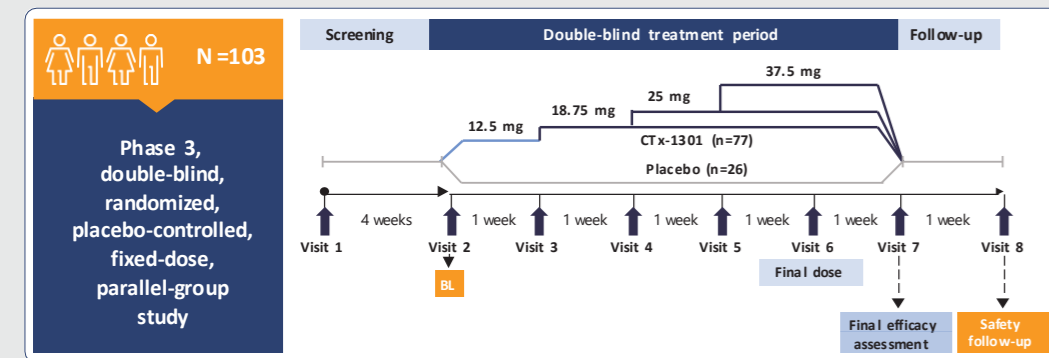 N =103
Phase 3,
double-blind,
randomized,
placebo-controlled,
fixed-dose,
parallel-group
study
Screening
Double-blind treatment period
Follow-up
37.5 mg
25 mg
18.75 mg
12.5 mg
CTx-1301 (n=77)
Placebo (n=26)
4 weeks
1 week
1 week
1 week
1 week
1 week
1 week
Visit 1
Visit 2
Visit 3
Visit 4
Visit 5
Visit 6
Visit 7
Visit 8
BL
Final dose
Final efficacy
assessment
Safety
follow-up